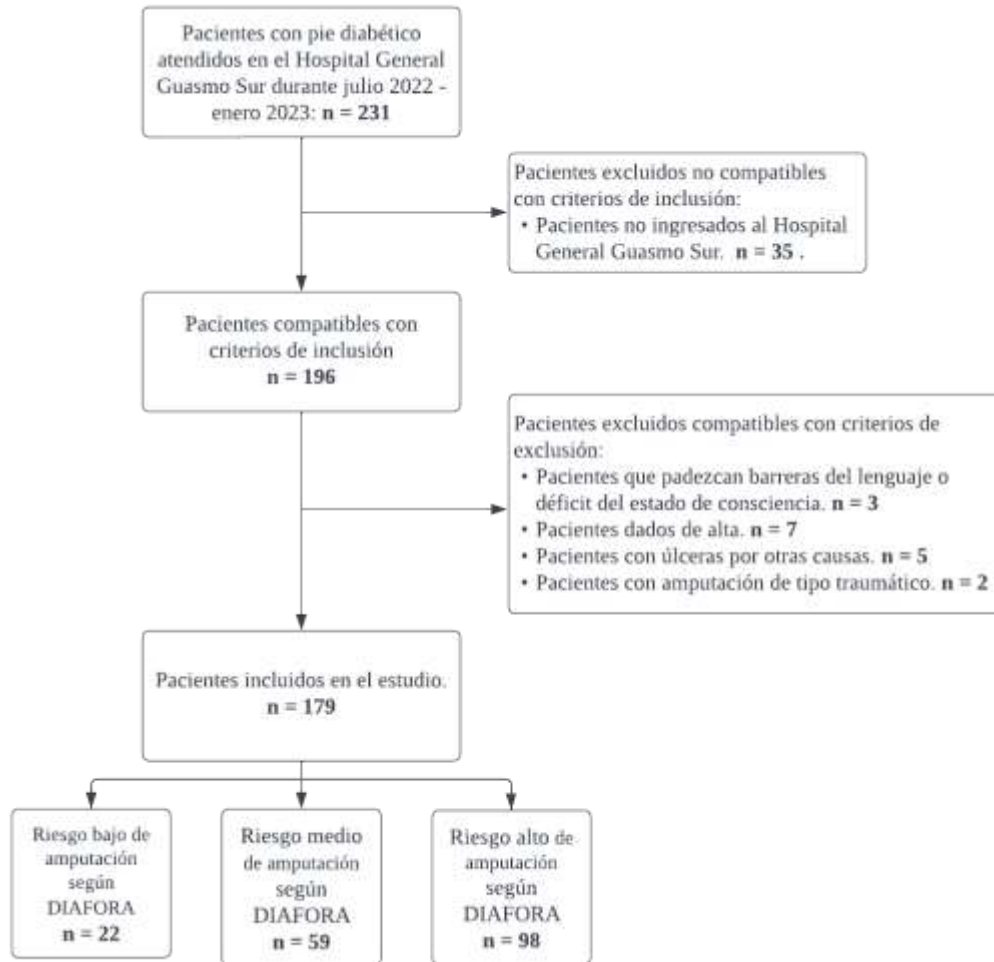 Pacientes con pie diabético
atendidos en el Hospital General
Guasmo Sur durante julio 2022 -
enero 2023: n = 231
Pacientes excluidos no compatibles
con criterios de inclusión:
• Pacientes no ingresados al Hospital
General Guasmo Sur. n = 35 .
Pacientes compatibles con
criterios de inclusión
n = 196
Pacientes excluidos compatibles con criterios de
exclusión:
• Pacientes que padezcan barreras del lenguaje o
déficit del estado de consciencia. n = 3
• Pacientes dados de alta. n = 7
• Pacientes con úlceras por otras causas. n = 5
• Pacientes con amputación de tipo traumático. n = 2
Pacientes incluidos en el estudio.
n = 179
Riesgo bajo de
amputación
según
DIAFORA
n = 22
Riesgo medio
de amputación
según
DIAFORA
n = 59
Riesgo alto de
amputación
según
DIAFORA
n = 98